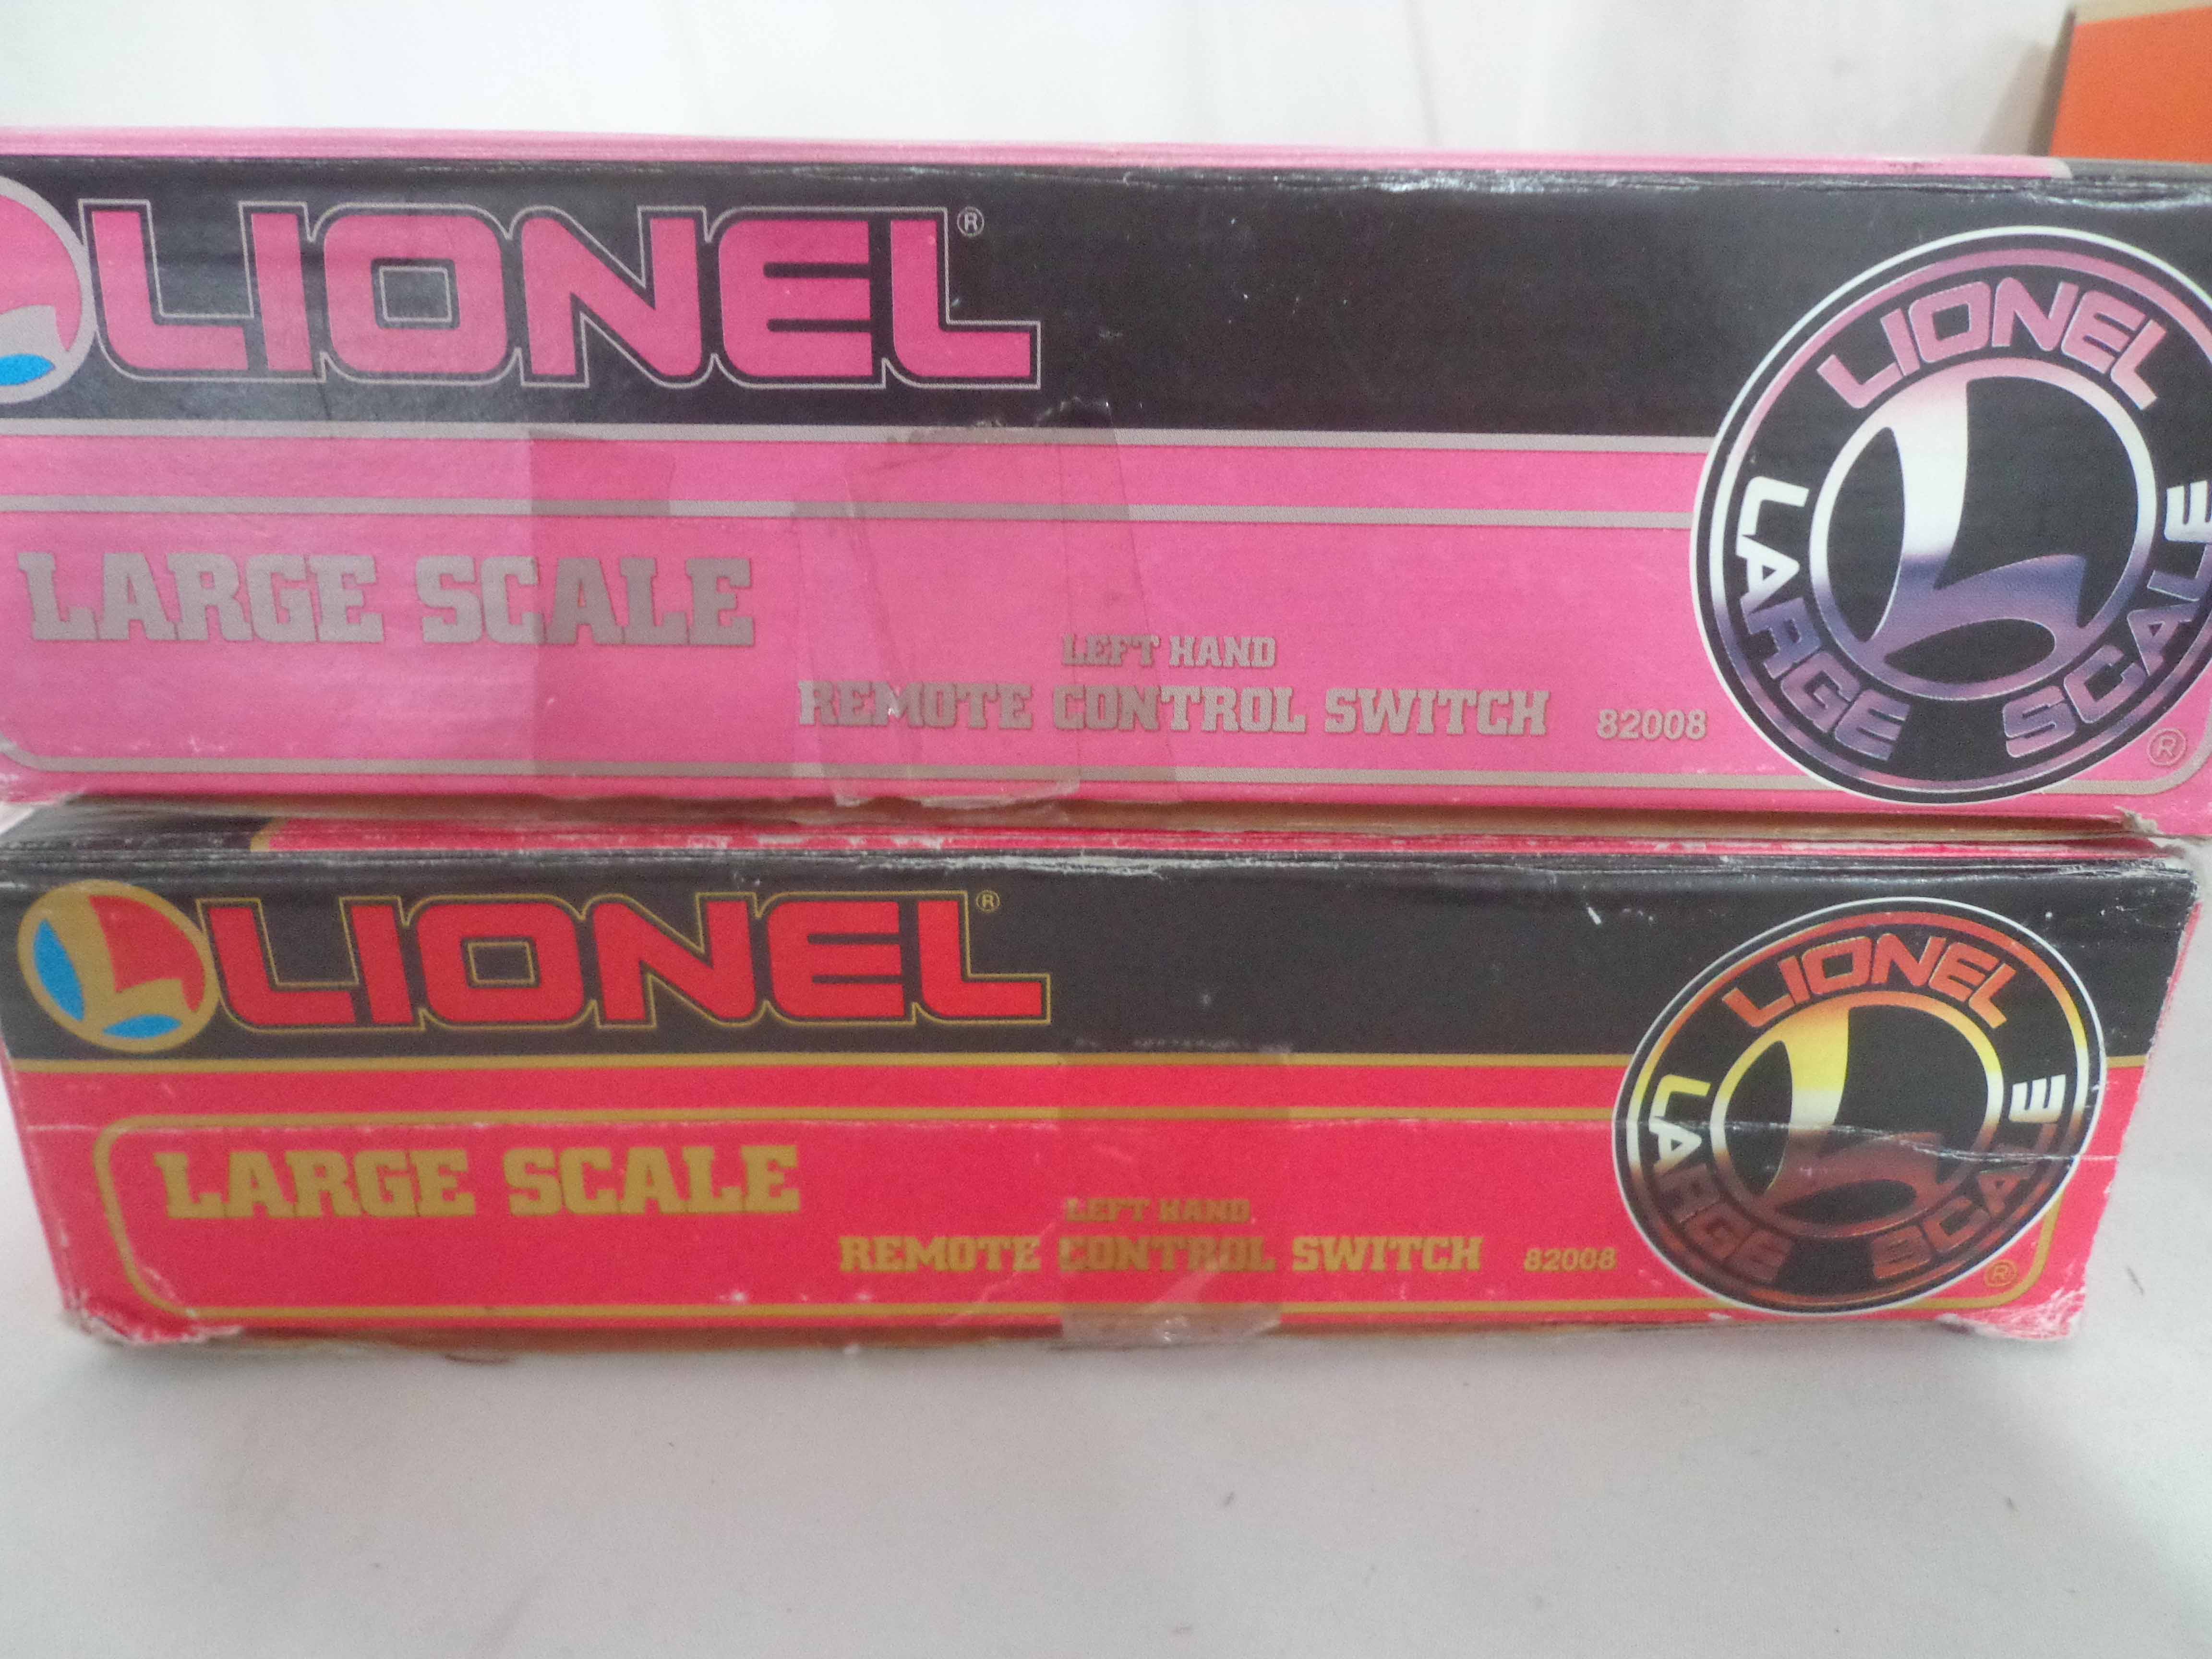 LIONEL®
LIONEL
LARGE SCALE
LARGE SCALE
LEFT HAND
REMOTE CONTROL SWITCH 82008
®
LIONEL®
LIONEL
LARGE SCALE
LARGE SCALE
LEFT HAND
REMOTE CONTROL SWITCH 82008
®